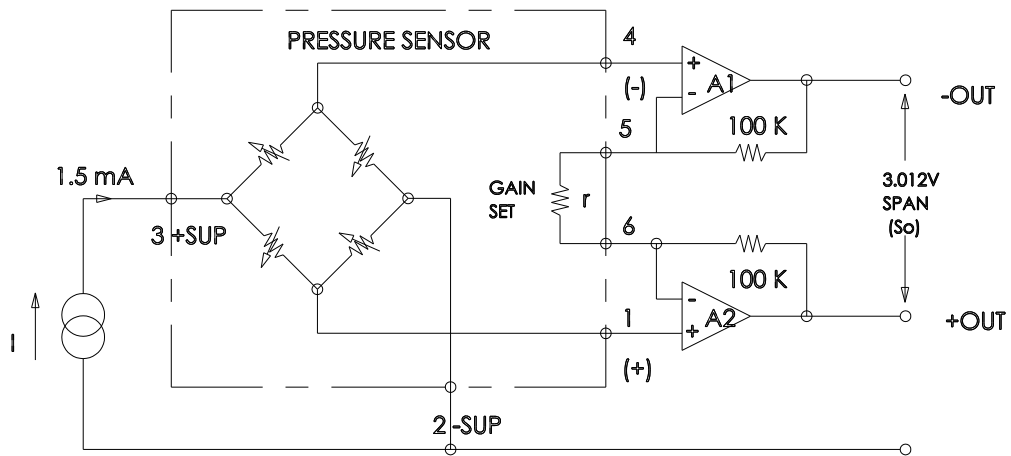 PRESSURE SENSOR
4
(-)
+
A1
-
-OUT
5
100 K
1.5 mA
GAIN
SET
r
3.012V
SPAN
(So)
3 +SUP
6
100 K
-
A2
+
1
(+)
+OUT
I
2 -SUP